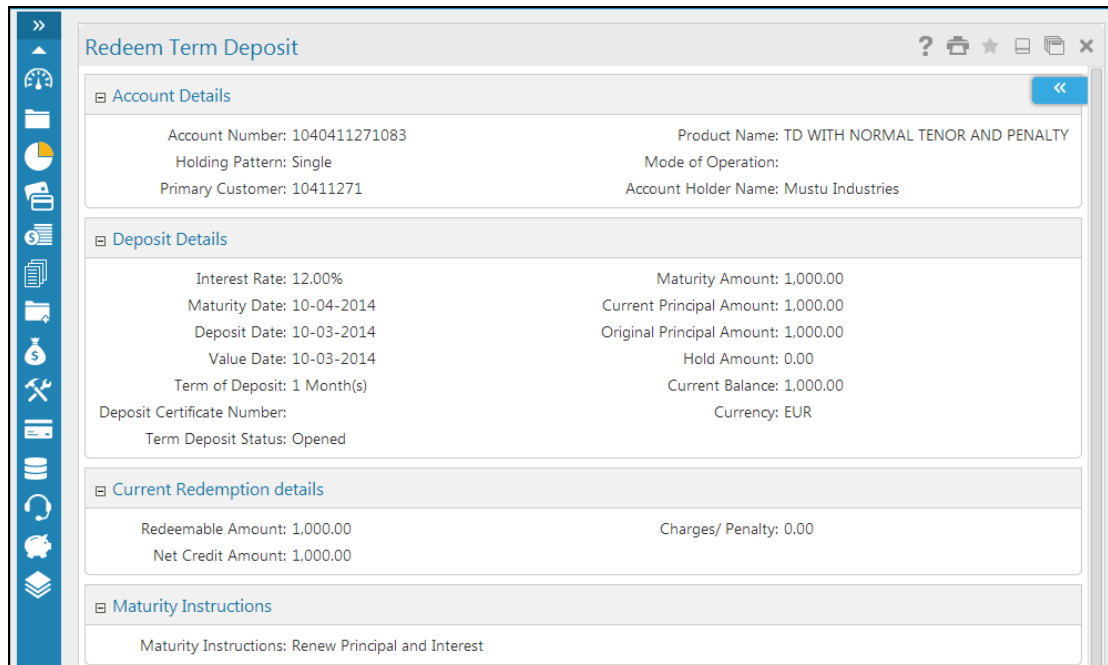 Redeem Term Deposit
Account Details
Account Number: 1040411271083 Product Name: TD WITH NORMAL TENOR AND PENALTY
Holding Pattern: Single Mode of Operation:
Primary Customer: 10411271 Account Holder Name: Mustu Industries
Deposit Details
Interest Rate: 12.00% Maturity Amount: 1,000.00
Maturity Date: 10-04-2014 Current Principal Amount: 1,000.00
Deposit Date: 10-03-2014 Original Principal Amount: 1,000.00
Value Date: 10-03-2014 Hold Amount: 0.00
Term of Deposit: 1 Month(s) Current Balance: 1,000.00
Deposit Certificate Number: Currency: EUR
Term Deposit Status: Opened
Current Redemption details
Redeemable Amount: 1,000.00 Charges/ Penalty: 0.00
Net Credit Amount: 1,000.00
Maturity Instructions
Maturity Instructions: Renew Principal and Interest